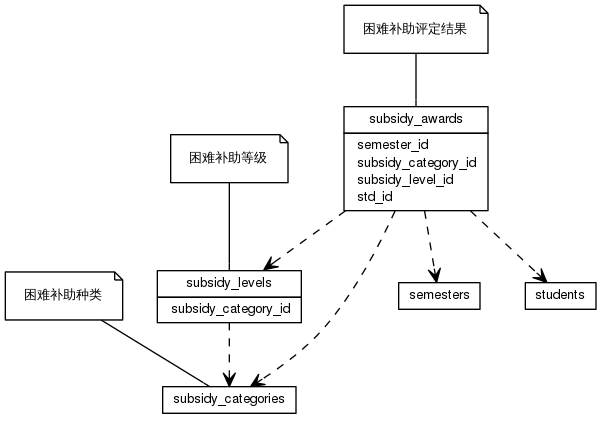 困难补助评定结果
subsidy_awards
semester_id
subsidy_category_id
subsidy_level_id
std_id
困难补助等级
subsidy_levels
subsidy_category_id
semesters
students
困难补助种类
subsidy_categories